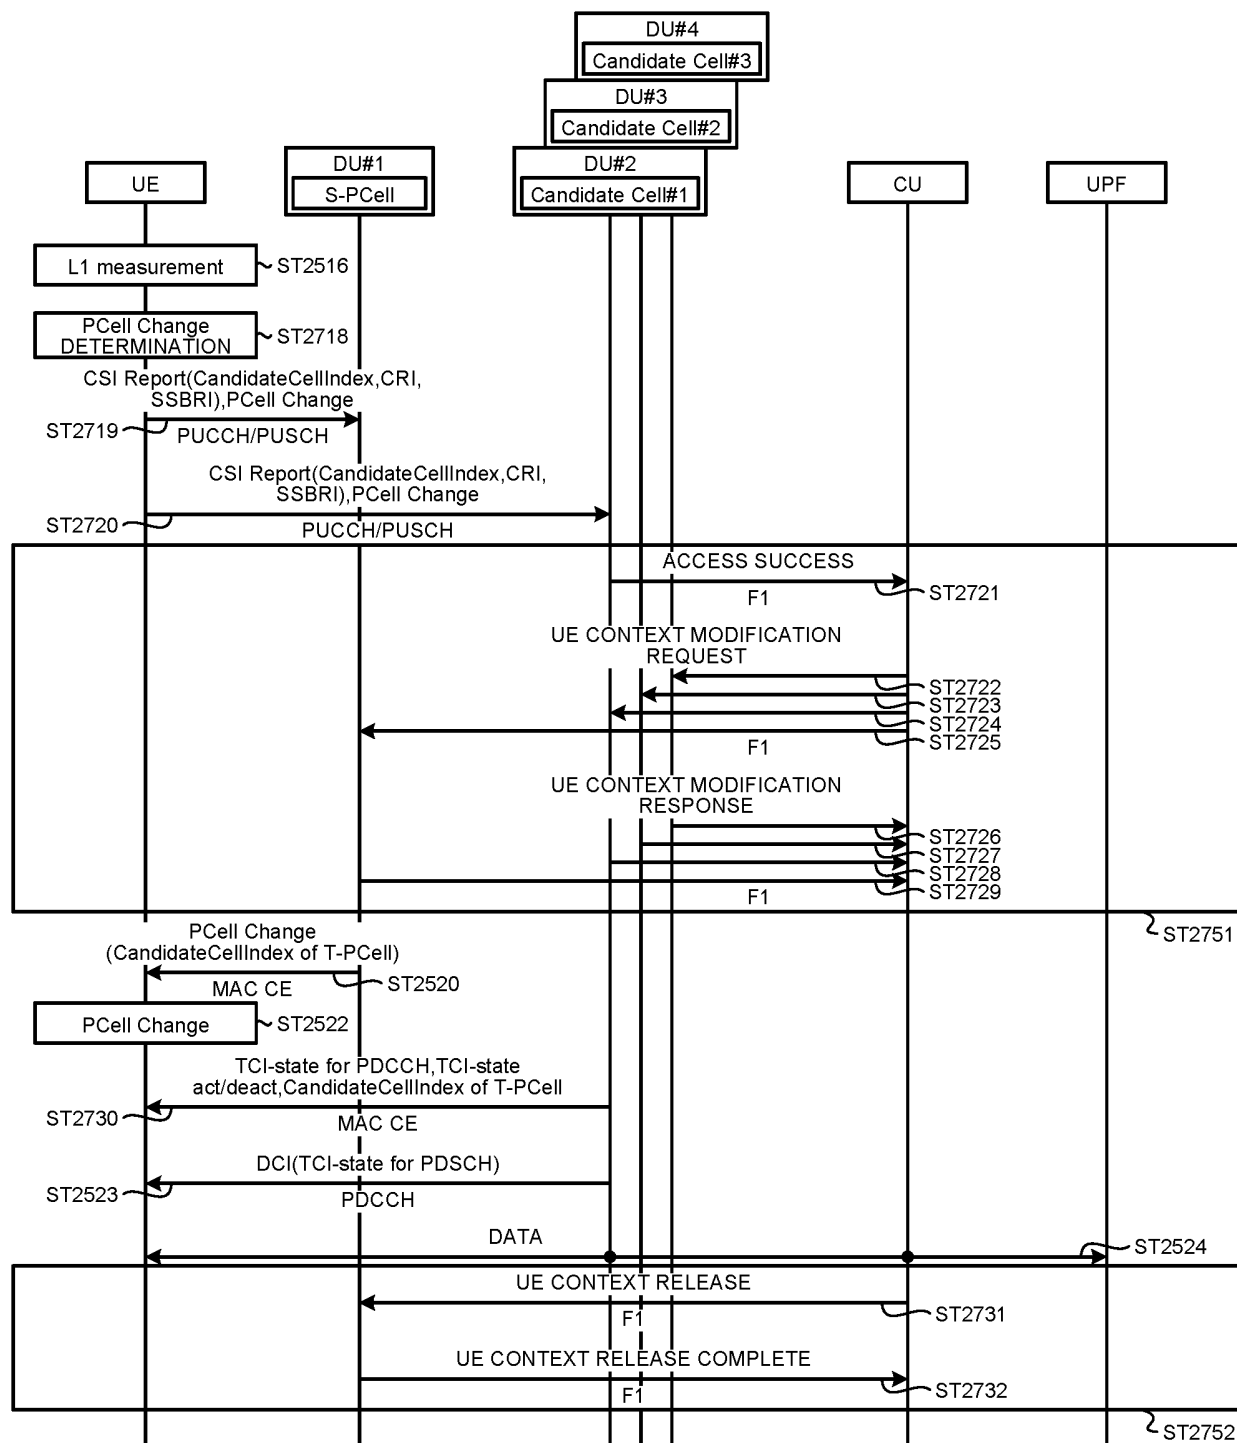 DU#4
Candidate Cell#3
DU#3
Candidate Cell#2
UE
DU#1
S-PCell
DU#2
Candidate Cell#1
CU
UPF
L1 measurement
ST2516
PCell Change
DETERMINATION
ST2718
CSI Report(CandidateCellIndex,CRI,
SSBRI),PCell Change
ST2719
PUCCH/PUSCH
CSI Report(CandidateCellIndex,CRI,
SSBRI),PCell Change
ST2720
PUCCH/PUSCH
ACCESS SUCCESS
F1
ST2721
UE CONTEXT MODIFICATION
REQUEST
ST2722
ST2723
ST2724
F1
ST2725
UE CONTEXT MODIFICATION
RESPONSE
ST2726
ST2727
ST2728
F1
ST2729
ST2751
PCell Change
(CandidateCellIndex of T-PCell)
MAC CE
ST2520
PCell Change
ST2522
TCI-state for PDCCH,TCI-state
act/deact,CandidateCellIndex of T-PCell
ST2730
MAC CE
DCI(TCI-state for PDSCH)
ST2523
PDCCH
DATA
ST2524
UE CONTEXT RELEASE
F1
ST2731
UE CONTEXT RELEASE COMPLETE
F1
ST2732
ST2752